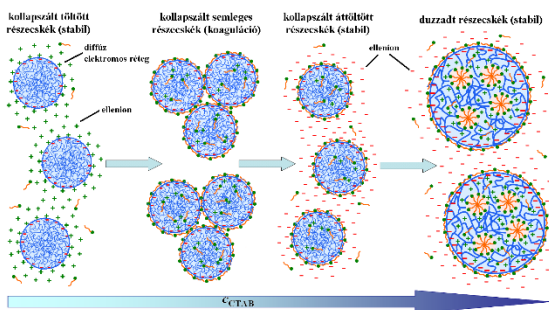 kollapszált töltött
részecskék (stabil)
diffúz
elektromos réteg
ellenion
kollapszált semleges
részecskék (koaguláció)
kollapszált áttöltött
részecskék (stabil)
ellenion
duzzadt részecskék (stabil)
cCTAB